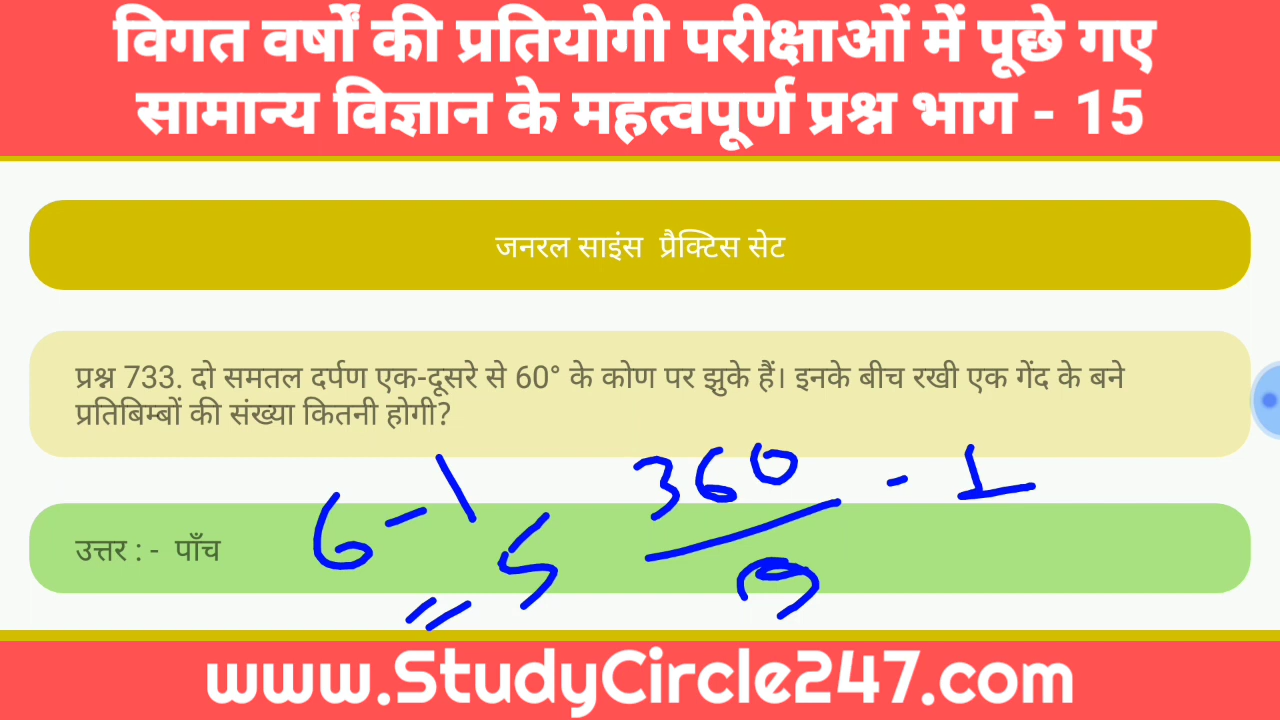 विगत वर्षों की प्रतियोगी परीक्षाओं में पूछे गए
सामान्य विज्ञान के महत्वपूर्ण प्रश्न भाग - 15
जनरल साइंस प्रैक्टिस सेट
प्रश्न 733. दो समतल दर्पण एक-दूसरे से 60° के कोण पर झुके हैं। इनके बीच रखी एक गेंद के बने
प्रतिबिम्बों की संख्या कितनी होगी?
360 - 1
6 - 1
उत्तर : - पाँच
= 5
www.StudyCircle247.com